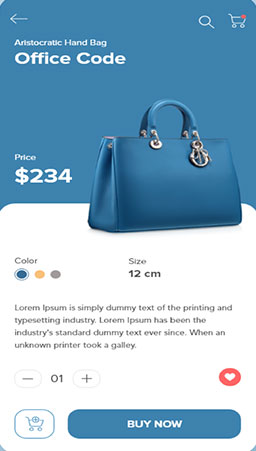 Aristocratic Hand Bag
Office Code
Price
$234
Color
Size
12 cm
Lorem Ipsum is simply dummy text of the printing and
typesetting industry. Lorem Ipsum has been the
industry's standard dummy text ever since. When an
unknown printer took a galley.
01
BUY NOW